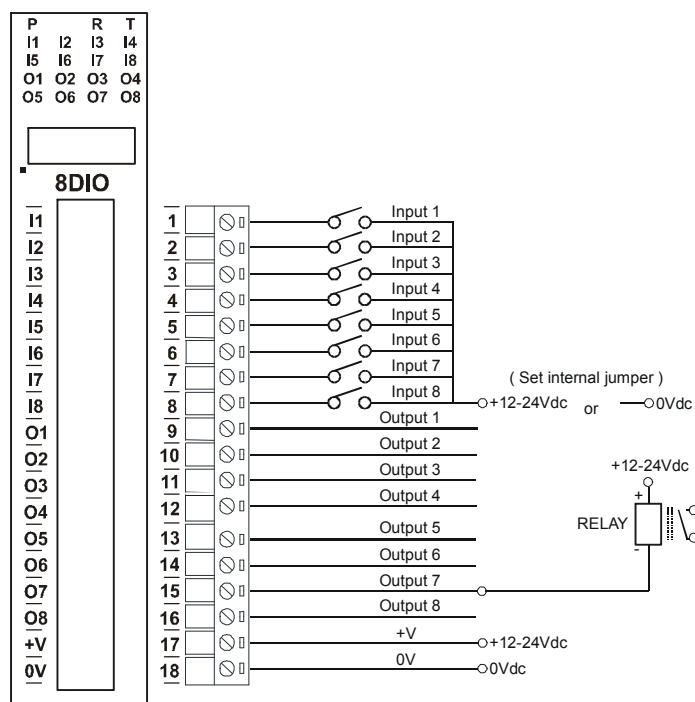 P R T
I1 I2 I3 I4
I5 I6 I7 I8
O1 O2 O3 O4
O5 O6 O7 O8
8DIO
I1 1 Input 1
I2 2 Input 2
I3 3 Input 3
I4 4 Input 4
I5 5 Input 5
I6 6 Input 6
I7 7 Input 7
( Set internal jumper )
I8 8 Input 8 +12-24Vdc or 0Vdc
O1 9 Output 1
O2 10 Output 2
O3 11 Output 3
+12-24Vdc
O4 12 Output 4
+
RELAY
-
O5 13 Output 5
O6 14 Output 6
O7 15 Output 7
O8 16 Output 8
+V 17 +V +12-24Vdc
0V 18 0V 0Vdc